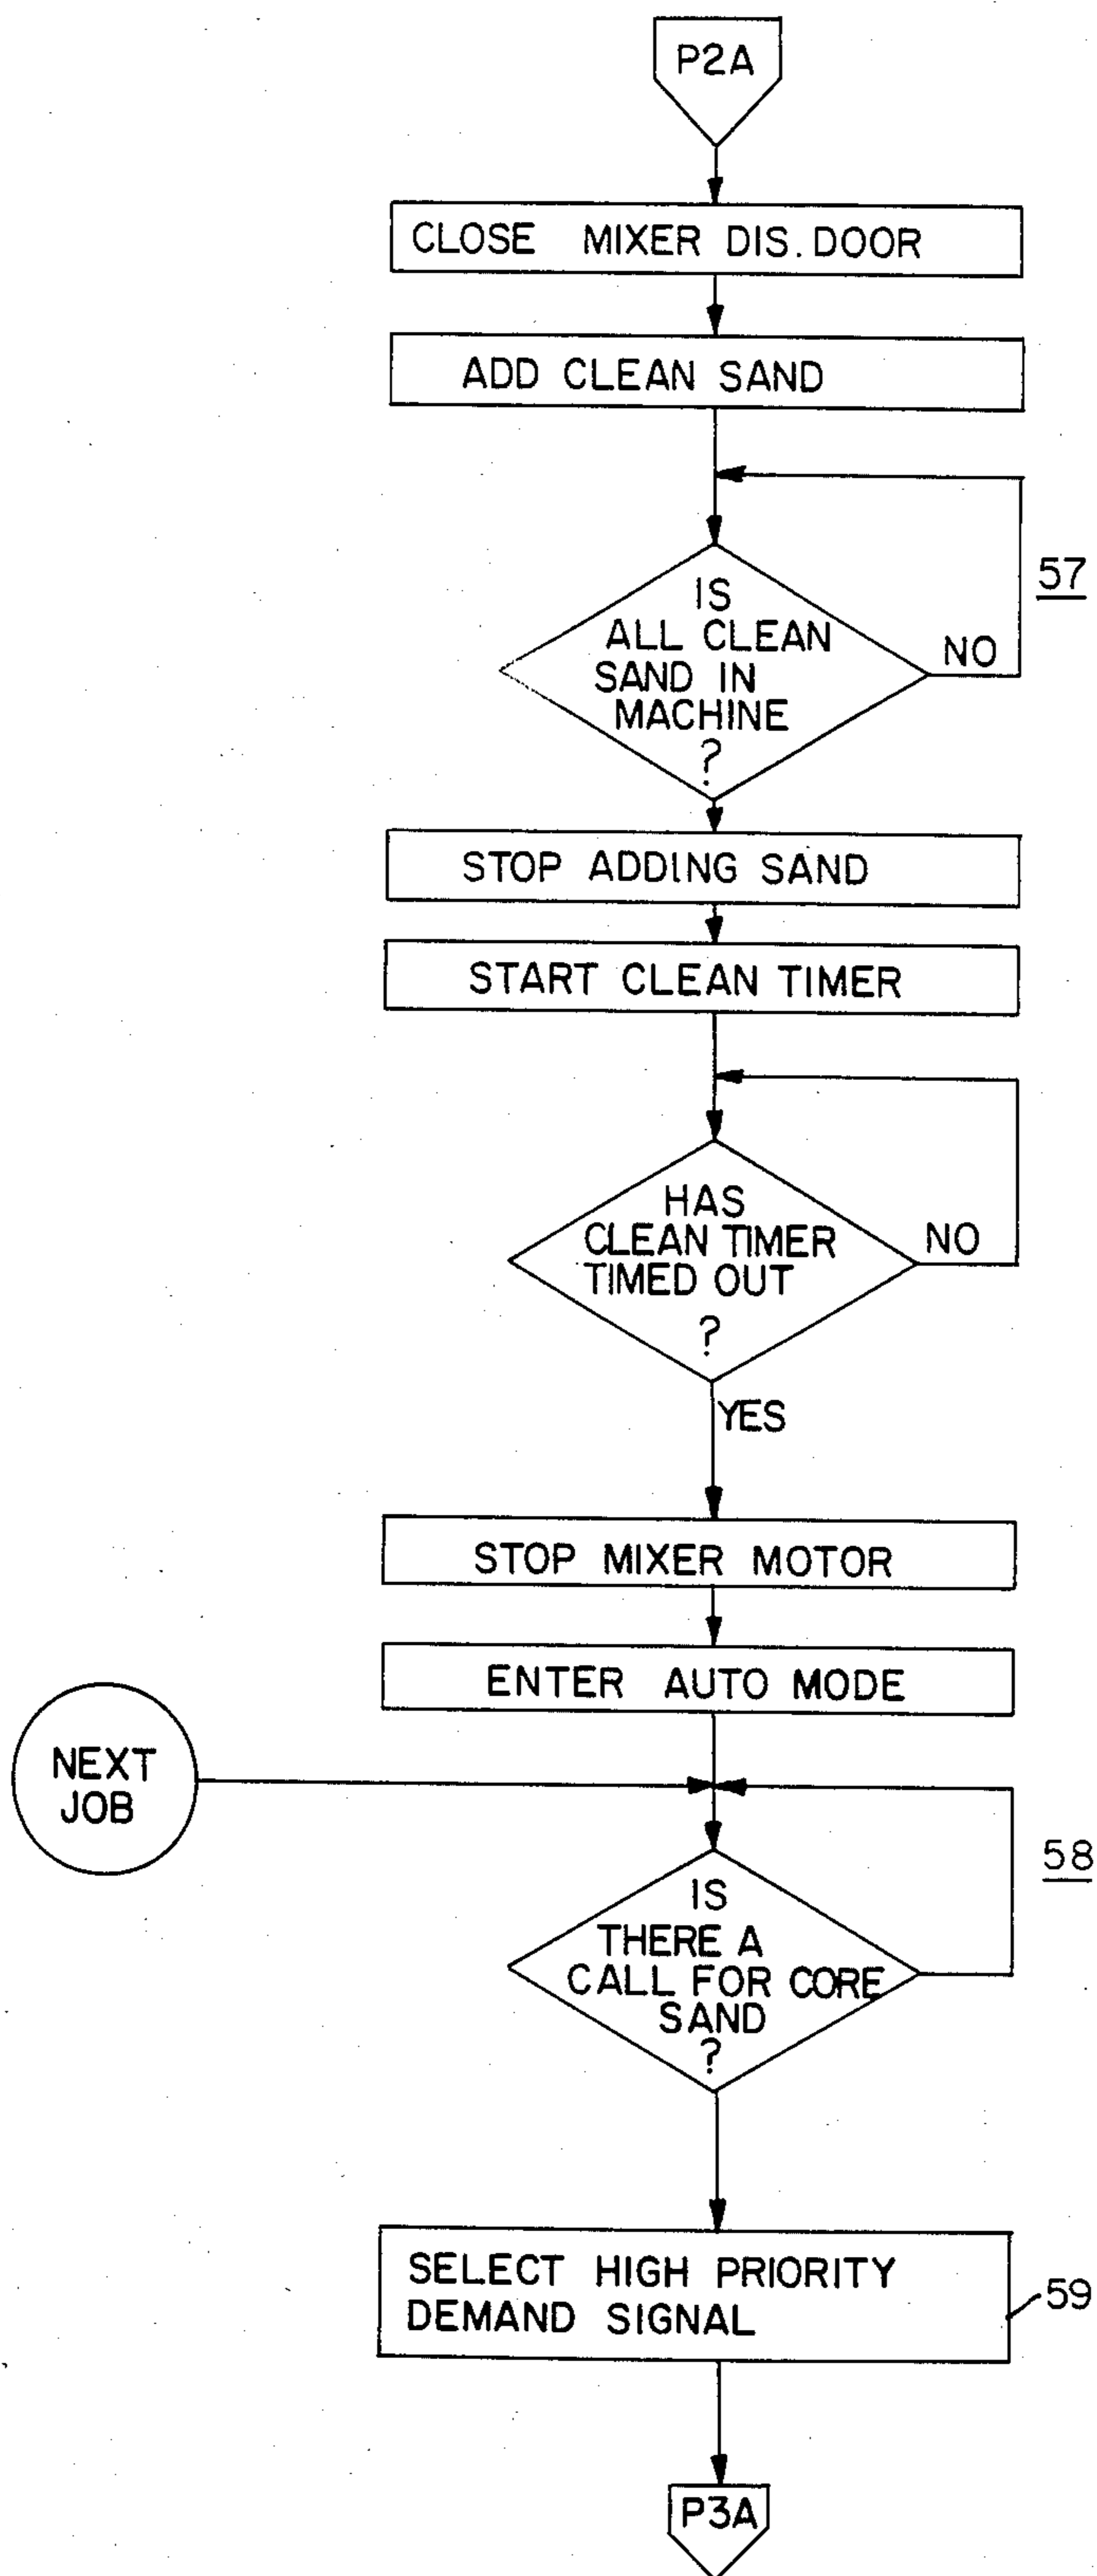 P2A
CLOSE MIXER DIS. DOOR
ADD CLEAN SAND
IS
ALL CLEAN
SAND IN
MACHINE
?
NO
57
STOP ADDING SAND
START CLEAN TIMER
HAS
CLEAN TIMER
TIMED OUT
?
NO
YES
STOP MIXER MOTOR
ENTER AUTO MODE
NEXT
JOB
IS
THERE A
CALL FOR CORE
SAND
?
58
SELECT HIGH PRIORITY
DEMAND SIGNAL
59
P3A